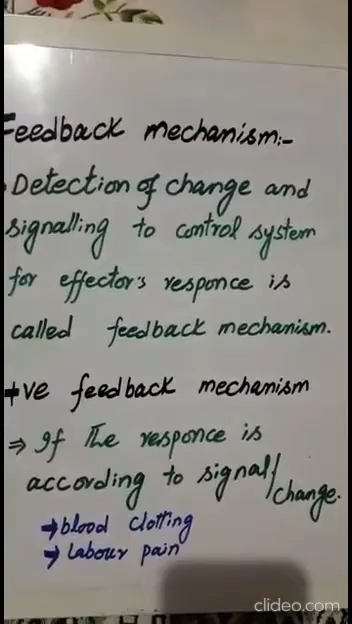 Feedback mechanism:-
Detection of change and
signalling to control system
for effector's responce is
called feedback mechanism.
+ve feedback mechanism
⇒ If the responce is
according to signal/change.
→ blood clotting
→ Labour pain
clideo.com